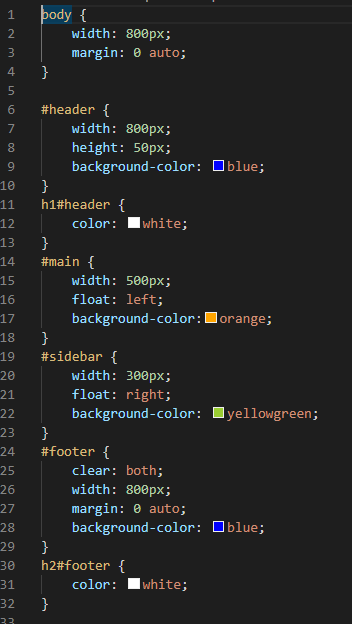 1 body {
2 width: 800px;
3 margin: 0 auto;
4 }
5
6 #header {
7 width: 800px;
8 height: 50px;
9 background-color: blue;
10 }
11 h1#header {
12 color: white;
13 }
14 #main {
15 width: 500px;
16 float: left;
17 background-color:orange;
18 }
19 #sidebar {
20 width: 300px;
21 float: right;
22 background-color: yellowgreen;
23 }
24 #footer {
25 clear: both;
26 width: 800px;
27 margin: 0 auto;
28 background-color: blue;
29 }
30 h2#footer {
31 color: white;
32 }
33